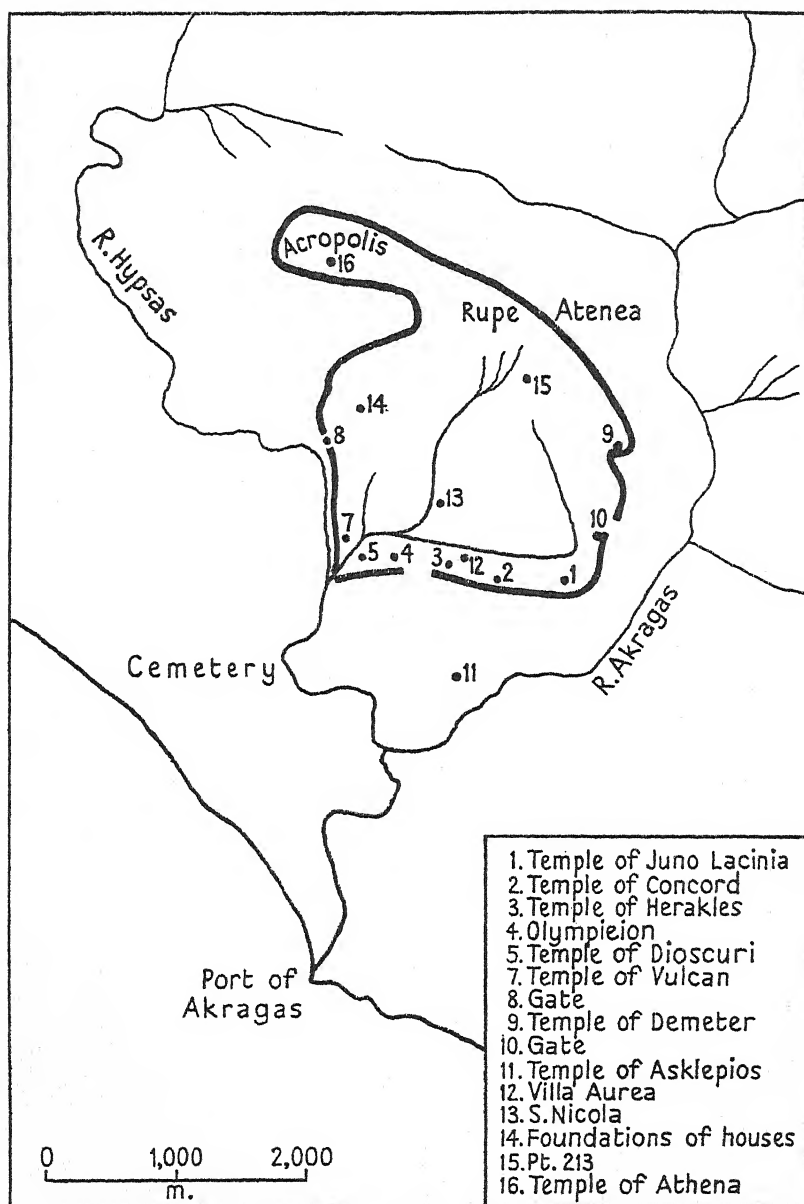 R. Hypsas
Acropolis
16
Rupe Atenea
15
14
8
9
13
10
7
5
4
3
12
2
1
Cemetery
11
R. Akragas
Port of
Akragas
0 1,000 2,000
m.
1. Temple of Juno Lacinia
2. Temple of Concord
3. Temple of Herakles
4. Olympieion
5. Temple of Dioscuri
7. Temple of Vulcan
8. Gate
9. Temple of Demeter
10. Gate
11. Temple of Asklepios
12. Villa Aurea
13. S. Nicola
14. Foundations of houses
15. Pt. 213
16. Temple of Athena